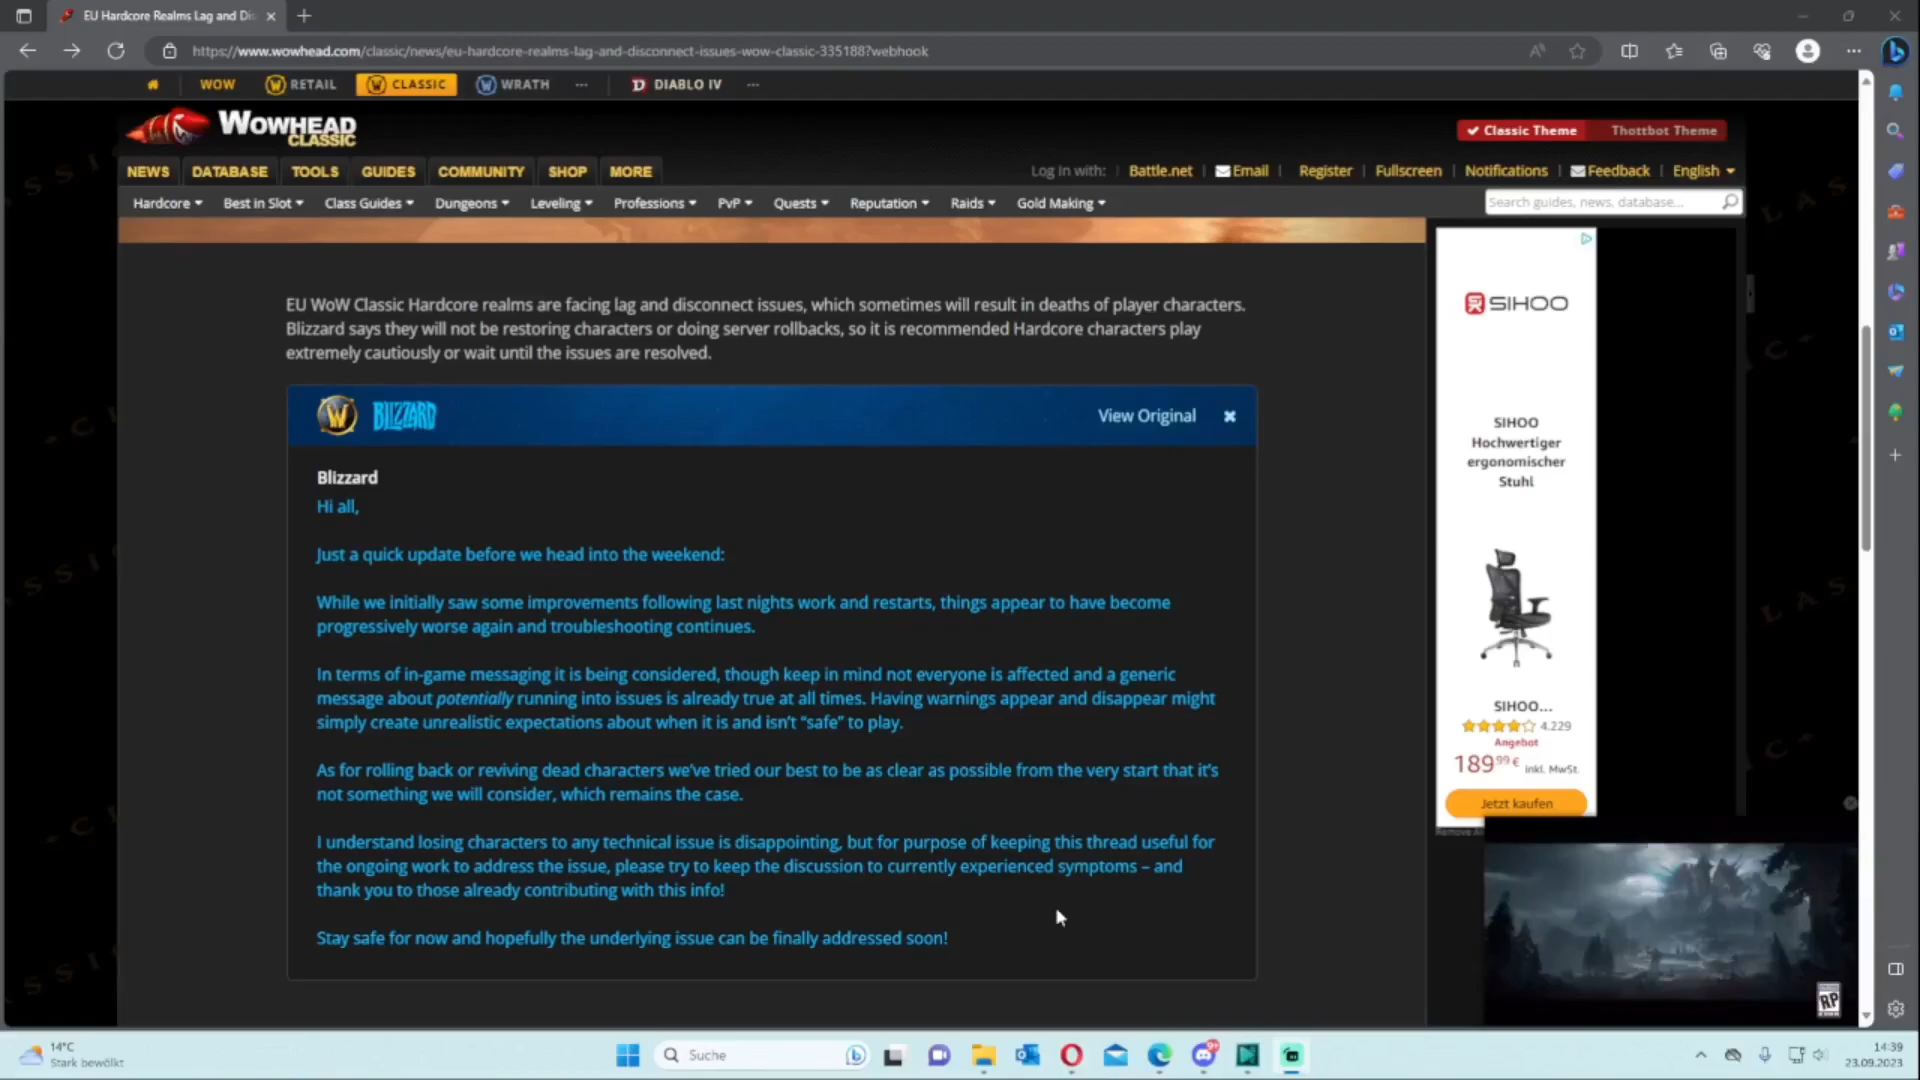 EU Hardcore Realms Lag and Dis
https://www.wowhead.com/classic/news/eu-hardcore-realms-lag-and-disconnect-issues-wow-classic-335188?webhook
WOW RETAIL CLASSIC WRATH ... DIABLO IV ...
WOWHEAD
CLASSIC
Classic Theme Thottbot Theme
NEWS DATABASE TOOLS GUIDES COMMUNITY SHOP MORE
Log In with: Battle.net Email Register Fullscreen Notifications Feedback English
Hardcore Best in Slot Class Guides Dungeons Leveling Professions PvP Quests Reputation Raids Gold Making
Search guides, news, database...
EU WoW Classic Hardcore realms are facing lag and disconnect issues, which sometimes will result in deaths of player characters.
Blizzard says they will not be restoring characters or doing server rollbacks, so it is recommended Hardcore characters play
extremely cautiously or wait until the issues are resolved.
BLIZZARD
View Original
Blizzard
Hi all,
Just a quick update before we head into the weekend:
While we initially saw some improvements following last nights work and restarts, things appear to have become
progressively worse again and troubleshooting continues.
In terms of in-game messaging it is being considered, though keep in mind not everyone is affected and a generic
message about potentially running into issues is already true at all times. Having warnings appear and disappear might
simply create unrealistic expectations about when it is and isn't “safe” to play.
As for rolling back or reviving dead characters we've tried our best to be as clear as possible from the very start that it's
not something we will consider, which remains the case.
I understand losing characters to any technical issue is disappointing, but for purpose of keeping this thread useful for
the ongoing work to address the issue, please try to keep the discussion to currently experienced symptoms – and
thank you to those already contributing with this info!
Stay safe for now and hopefully the underlying issue can be finally addressed soon!
SIHOO
SIHOO
Hochwertiger
ergonomischer
Stuhl
SIHOO...
4.229
Angebot
189⁹⁹ € inkl. MwSt.
Jetzt kaufen
RP
14°C
Stark bewölkt
Suche
14:39
23.09.2023